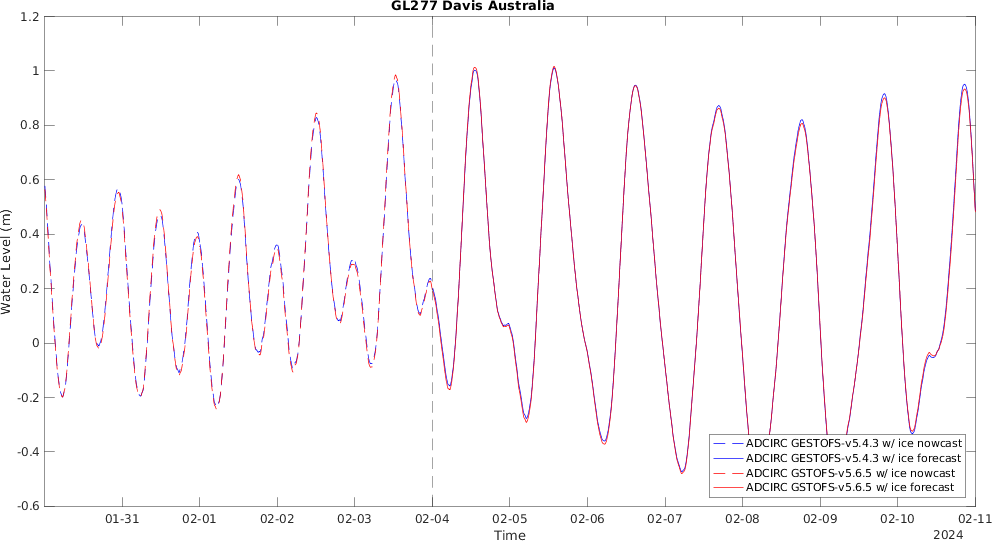 GL277 Davis Australia
1.2
1
0.8
0.6
0.4
0.2
0
-0.2
-0.4
-0.6
Water Level (m)
ADCIRC GESTOFS-v5.4.3 w/ ice nowcast
ADCIRC GESTOFS-v5.4.3 w/ ice forecast
ADCIRC GSTOFS-v5.6.5 w/ ice nowcast
ADCIRC GSTOFS-v5.6.5 w/ ice forecast
01-31 02-01 02-02 02-03 02-04 02-05 02-06 02-07 02-08 02-09 02-10 02-11
Time
2024